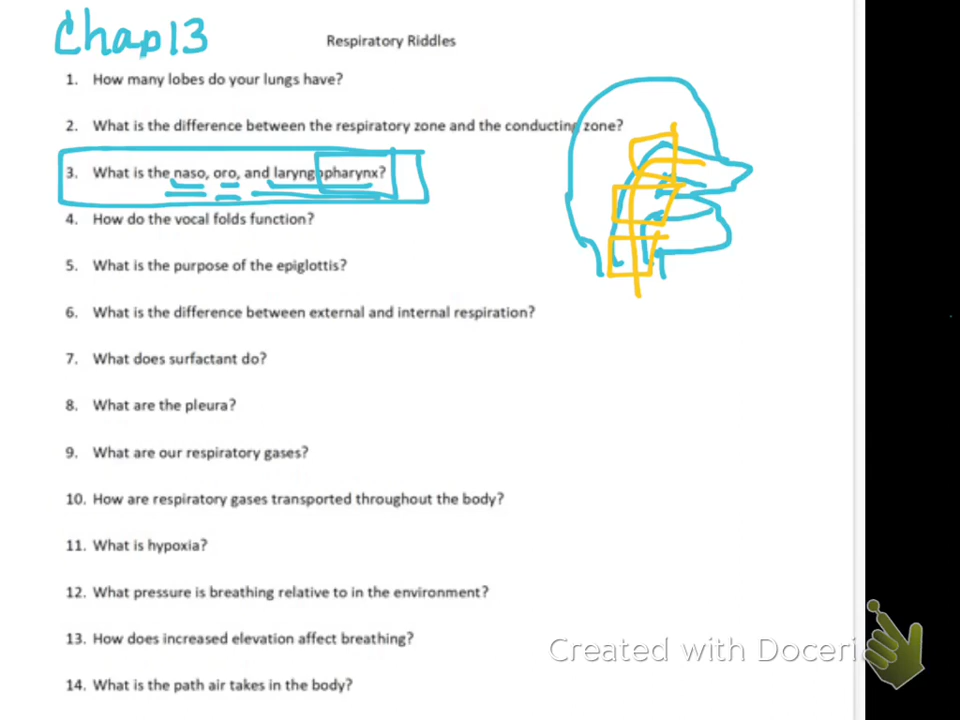 Chap 13
Respiratory Riddles
1. How many lobes do your lungs have?
2. What is the difference between the respiratory zone and the conducting zone?
3. What is the naso, oro, and laryngopharynx?
4. How do the vocal folds function?
5. What is the purpose of the epiglottis?
6. What is the difference between external and internal respiration?
7. What does surfactant do?
8. What are the pleura?
9. What are our respiratory gases?
10. How are respiratory gases transported throughout the body?
11. What is hypoxia?
12. What pressure is breathing relative to in the environment?
13. How does increased elevation affect breathing?
Created with Doceri
14. What is the path air takes in the body?